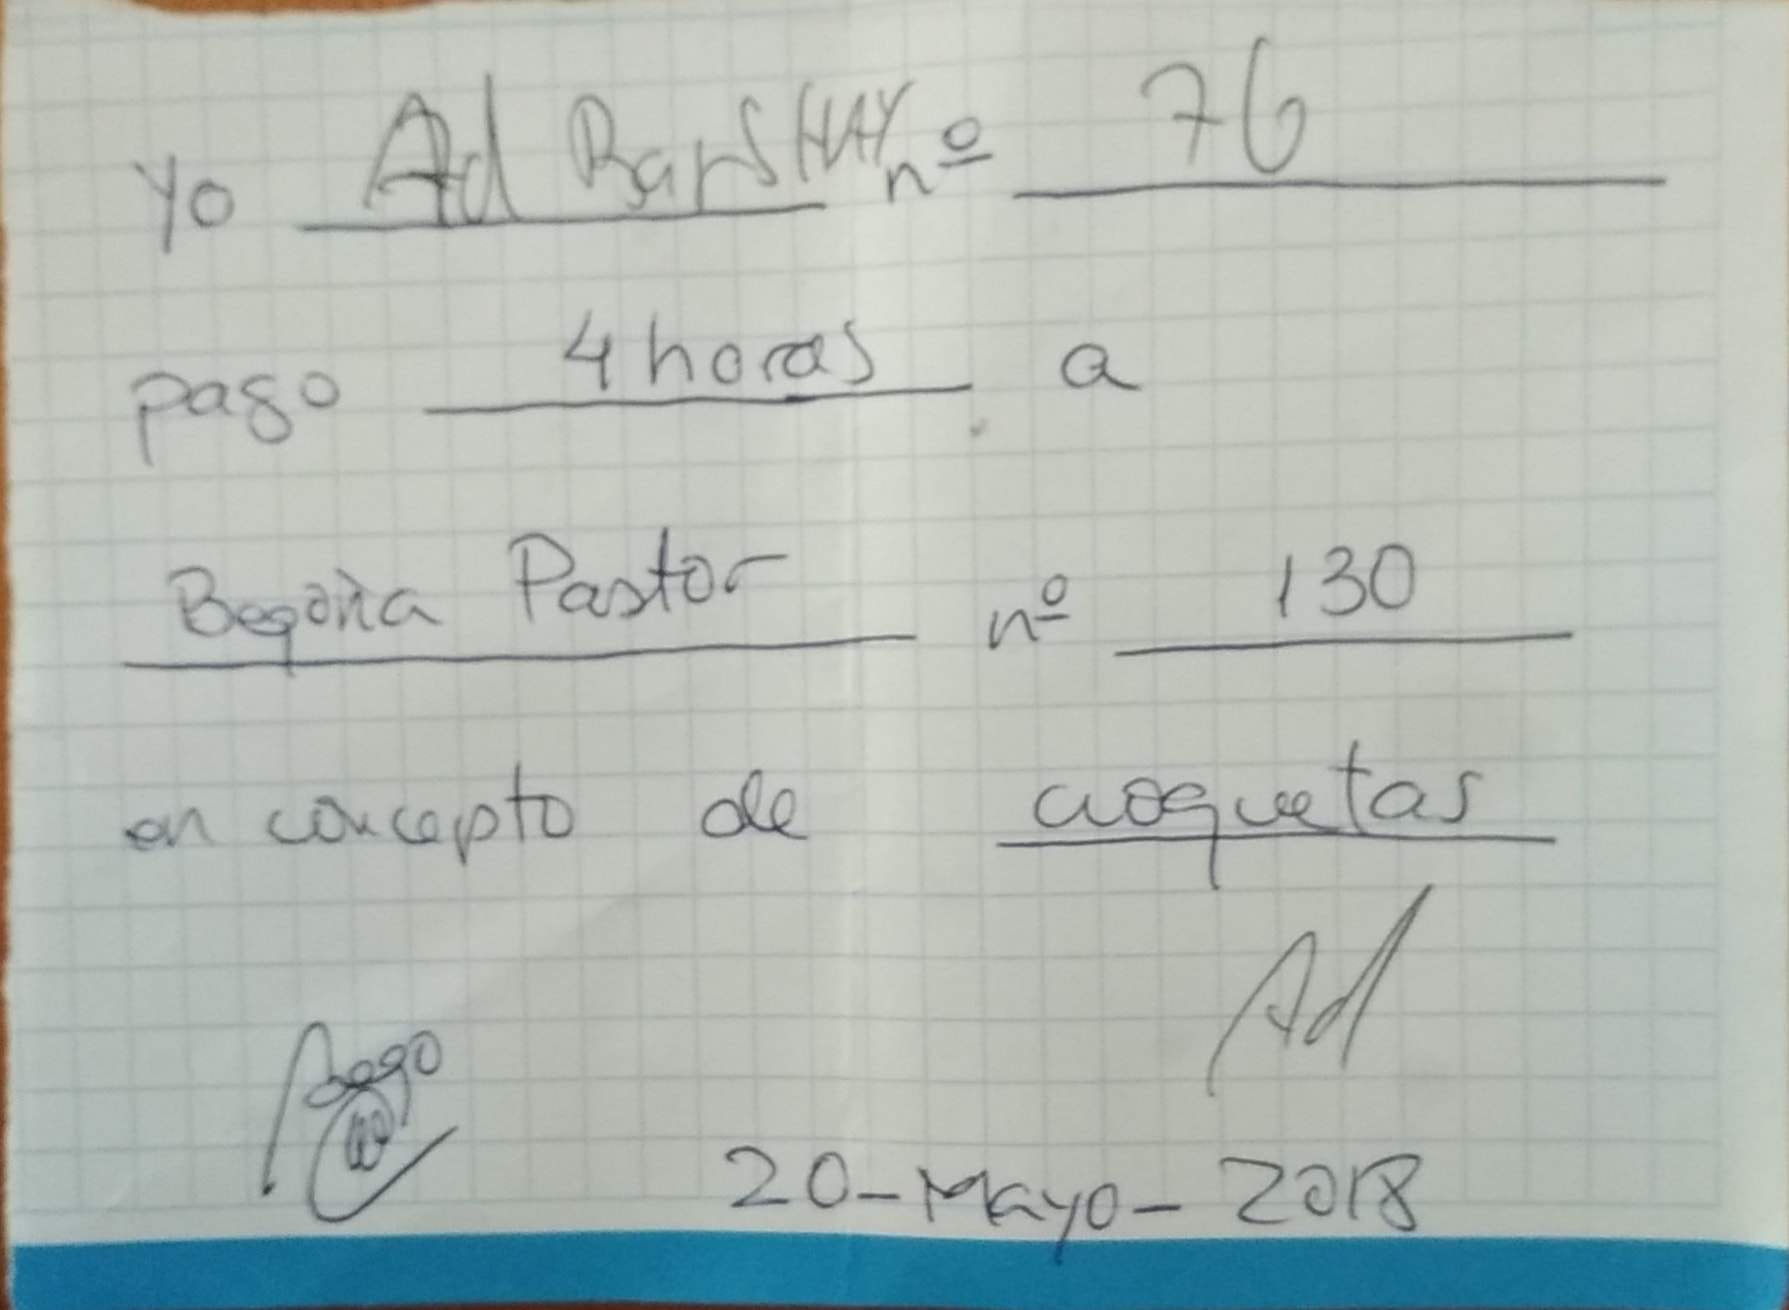 Yo Ad Barshay nº 76
pago 4 horas a
Begoña Pastor nº 130
en concepto de croquetas
Ad
Bego
20-Mayo-2018